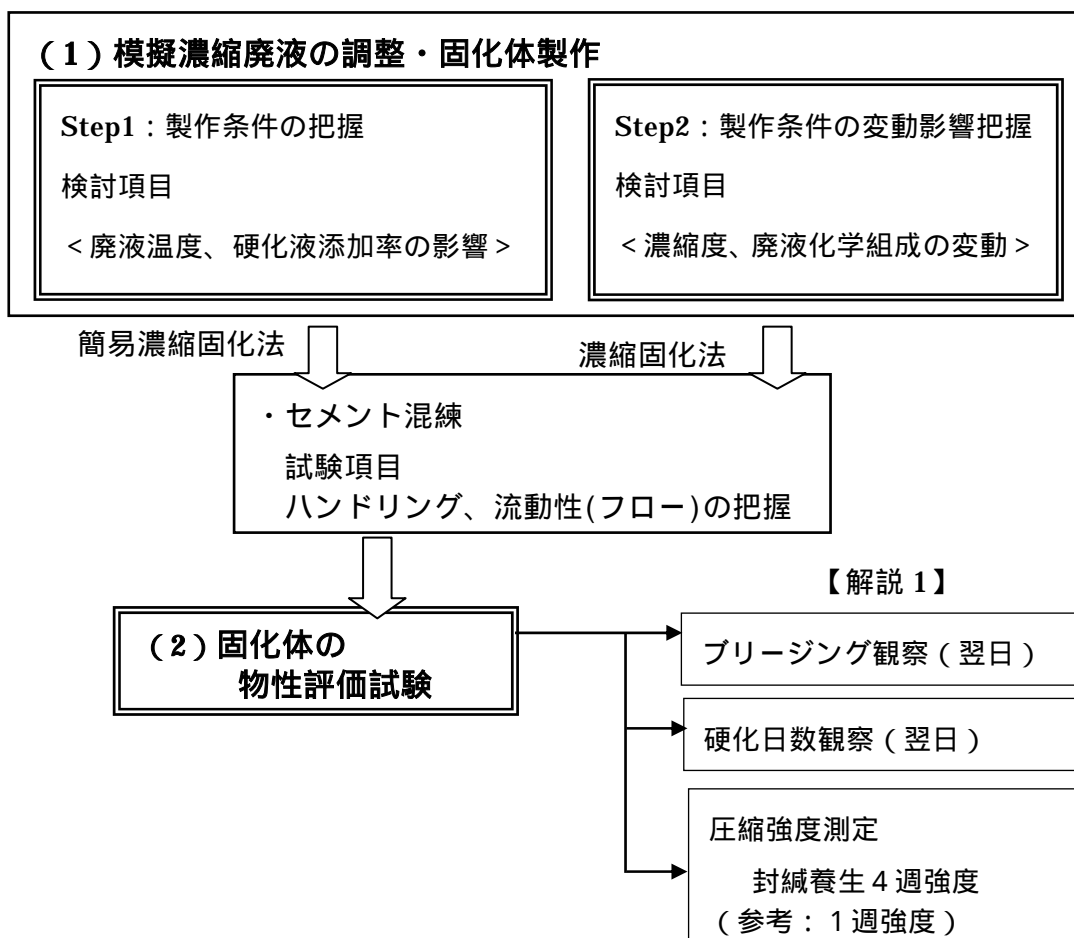 (1)模擬濃縮廃液の調整・固化体製作
Step1:製作条件の把握
検討項目
<廃液温度、硬化液添加率の影響>
Step2:製作条件の変動影響把握
検討項目
<濃縮度、廃液化学組成の変動>
簡易濃縮固化法
濃縮固化法
・セメント混練
試験項目
ハンドリング、流動性(フロー)の把握
(2)固化体の
物性評価試験
【解説 1】
ブリージング観察(翌日)
硬化日数観察(翌日)
圧縮強度測定
封緘養生4週強度
(参考:1週強度)